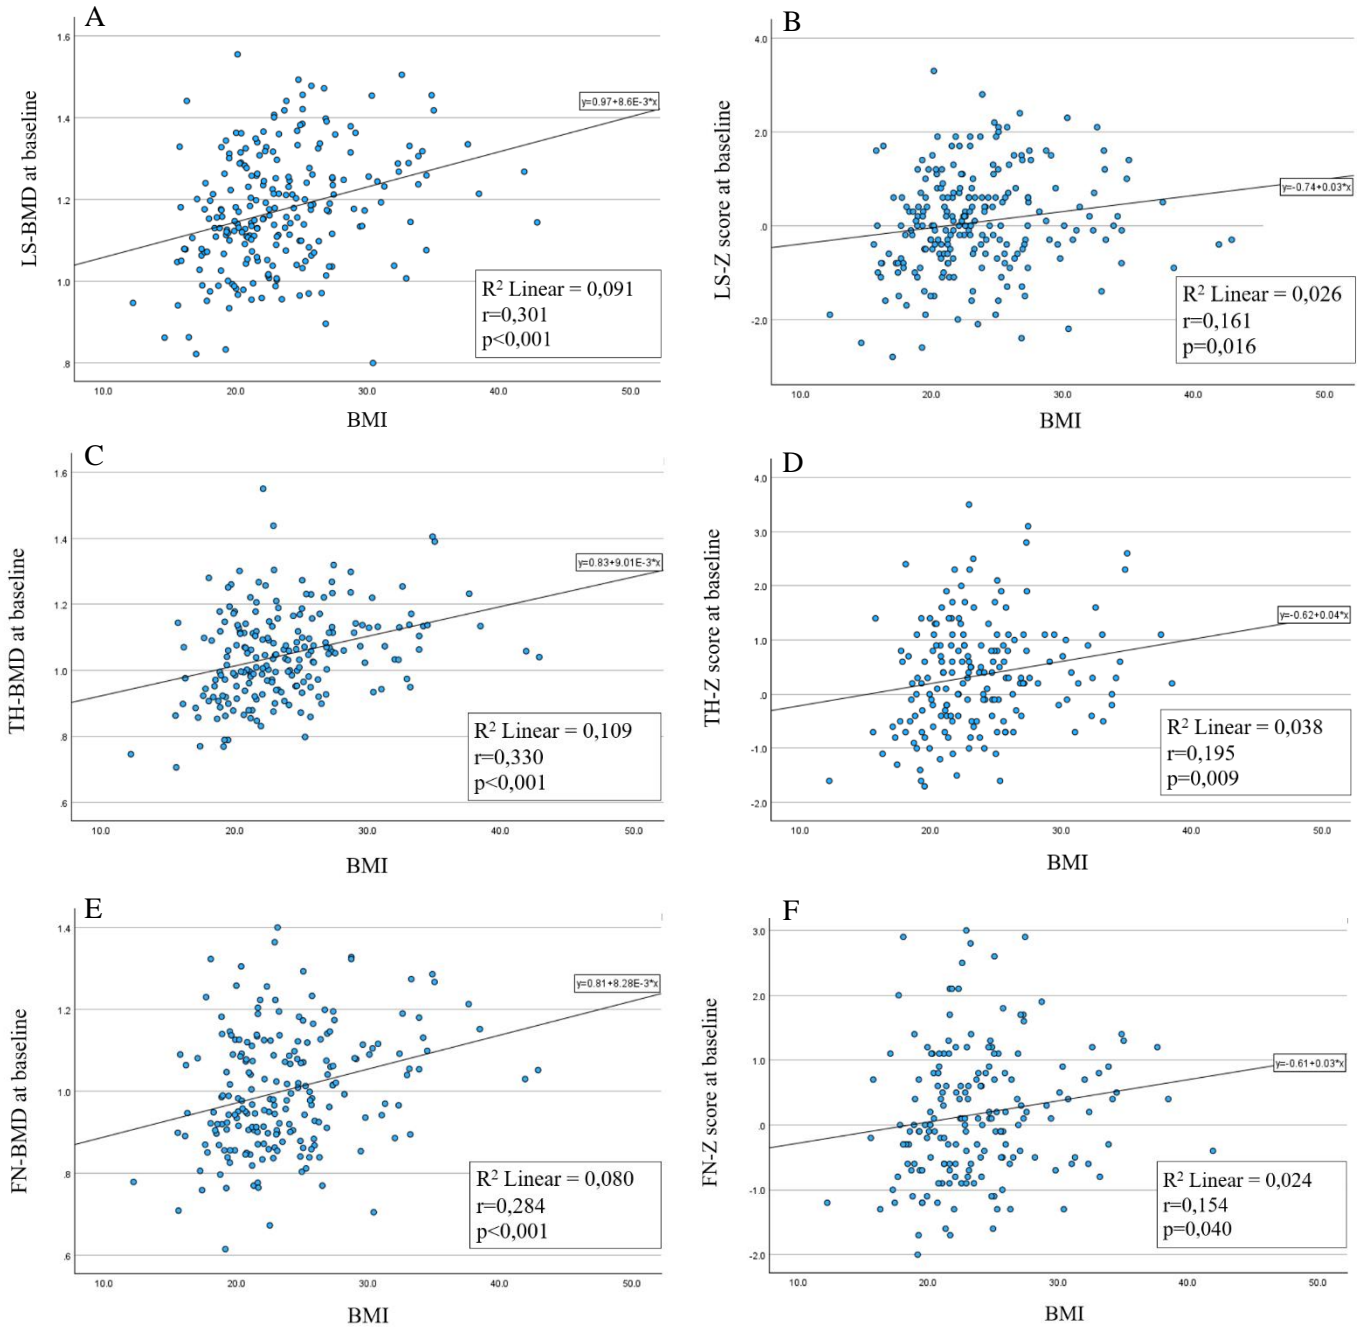 A
LS-BMD at baseline
1.6
1.4
1.2
1.0
.8
y=0.97+8.6E-3*x
R² Linear = 0,091
r=0,301
p<0,001
10.0 20.0 30.0 40.0 50.0
BMI
B
LS-Z score at baseline
4.0
2.0
.0
-2.0
y=-0.74+0.03*x
R² Linear = 0,026
r=0,161
p=0,016
10.0 20.0 30.0 40.0 50.0
BMI
C
TH-BMD at baseline
1.6
1.4
1.2
1.0
.8
.6
y=0.83+9.01E-3*x
R² Linear = 0,109
r=0,330
p<0,001
10.0 20.0 30.0 40.0 50.0
BMI
D
TH-Z score at baseline
4.0
3.0
2.0
1.0
.0
-1.0
-2.0
y=-0.62+0.04*x
R² Linear = 0,038
r=0,195
p=0,009
10.0 20.0 30.0 40.0 50.0
BMI
E
FN-BMD at baseline
1.4
1.2
1.0
.8
.6
y=0.81+8.28E-3*x
R² Linear = 0,080
r=0,284
p<0,001
10.0 20.0 30.0 40.0 50.0
BMI
F
FN-Z score at baseline
3.0
2.0
1.0
.0
-1.0
-2.0
y=-0.61+0.03*x
R² Linear = 0,024
r=0,154
p=0,040
10.0 20.0 30.0 40.0 50.0
BMI